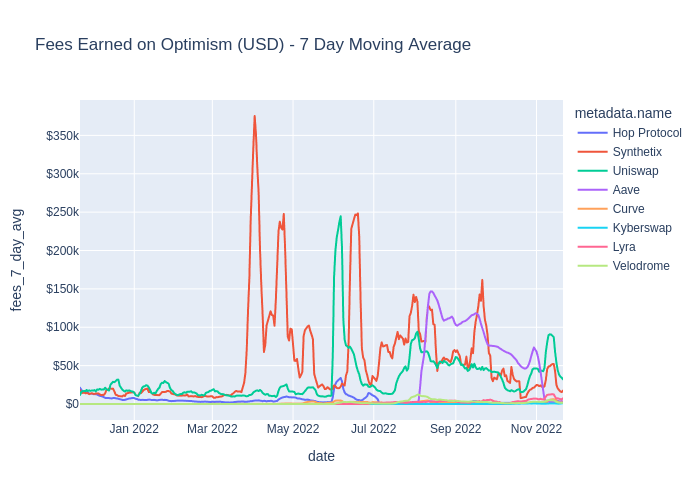 Fees Earned on Optimism (USD) - 7 Day Moving Average
metadata.name
Hop Protocol
Synthetix
Uniswap
Aave
Curve
Kyberswap
Lyra
Velodrome
fees_7_day_avg
$350k
$300k
$250k
$200k
$150k
$100k
$50k
$0
Jan 2022
Mar 2022
May 2022
Jul 2022
Sep 2022
Nov 2022
date